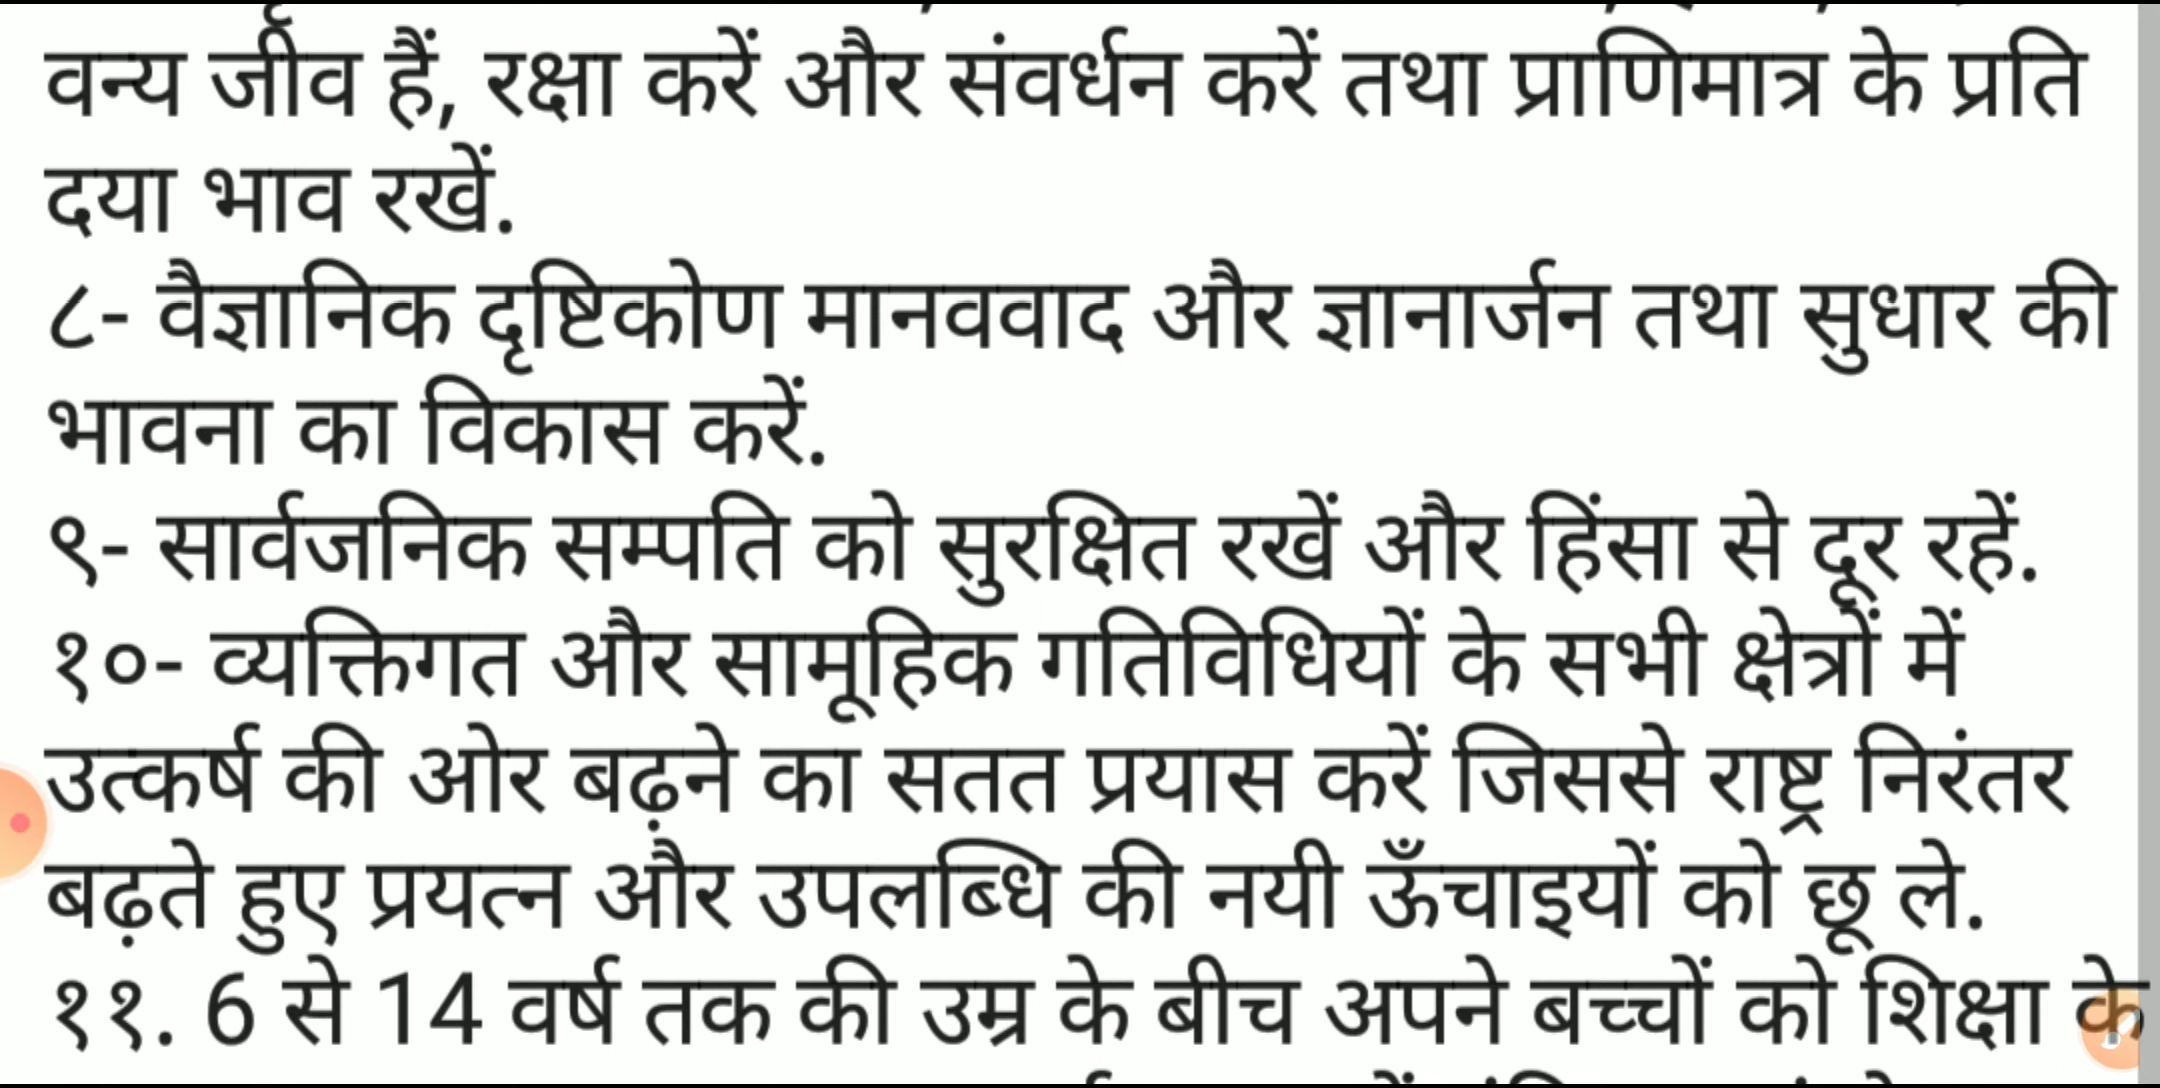 वन्य जीव हैं, रक्षा करें और संवर्धन करें तथा प्राणिमात्र के प्रति
दया भाव रखें.
८- वैज्ञानिक दृष्टिकोण मानववाद और ज्ञानार्जन तथा सुधार की
भावना का विकास करें.
९- सार्वजनिक सम्पति को सुरक्षित रखें और हिंसा से दूर रहें.
१०- व्यक्तिगत और सामूहिक गतिविधियों के सभी क्षेत्रों में
उत्कर्ष की ओर बढ़ने का सतत प्रयास करें जिससे राष्ट्र निरंतर
बढ़ते हुए प्रयत्न और उपलब्धि की नयी ऊँचाइयों को छू ले.
११. 6 से 14 वर्ष तक की उम्र के बीच अपने बच्चों को शिक्षा के